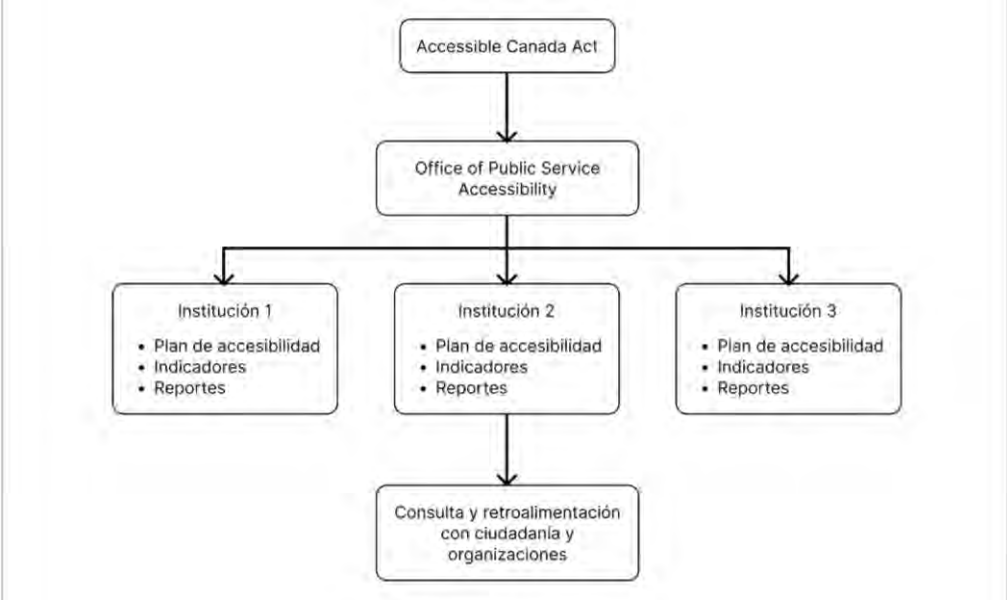 Accessible Canada Act
Office of Public Service
Accessibility
Institución 1
• Plan de accesibilidad
• Indicadores
• Reportes
Institución 2
• Plan de accesibilidad
• Indicadores
• Reportes
Institución 3
• Plan de accesibilidad
• Indicadores
• Reportes
Consulta y retroalimentación
con ciudadanía y
organizaciones